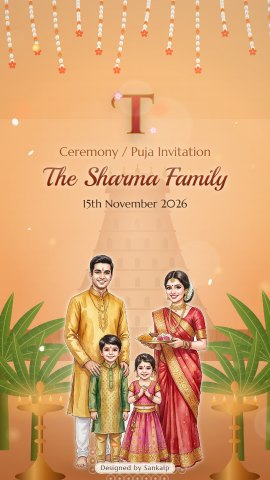 T
Ceremony / Puja Invitation
The Sharma Family
15th November 2026
Designed by Sankalp